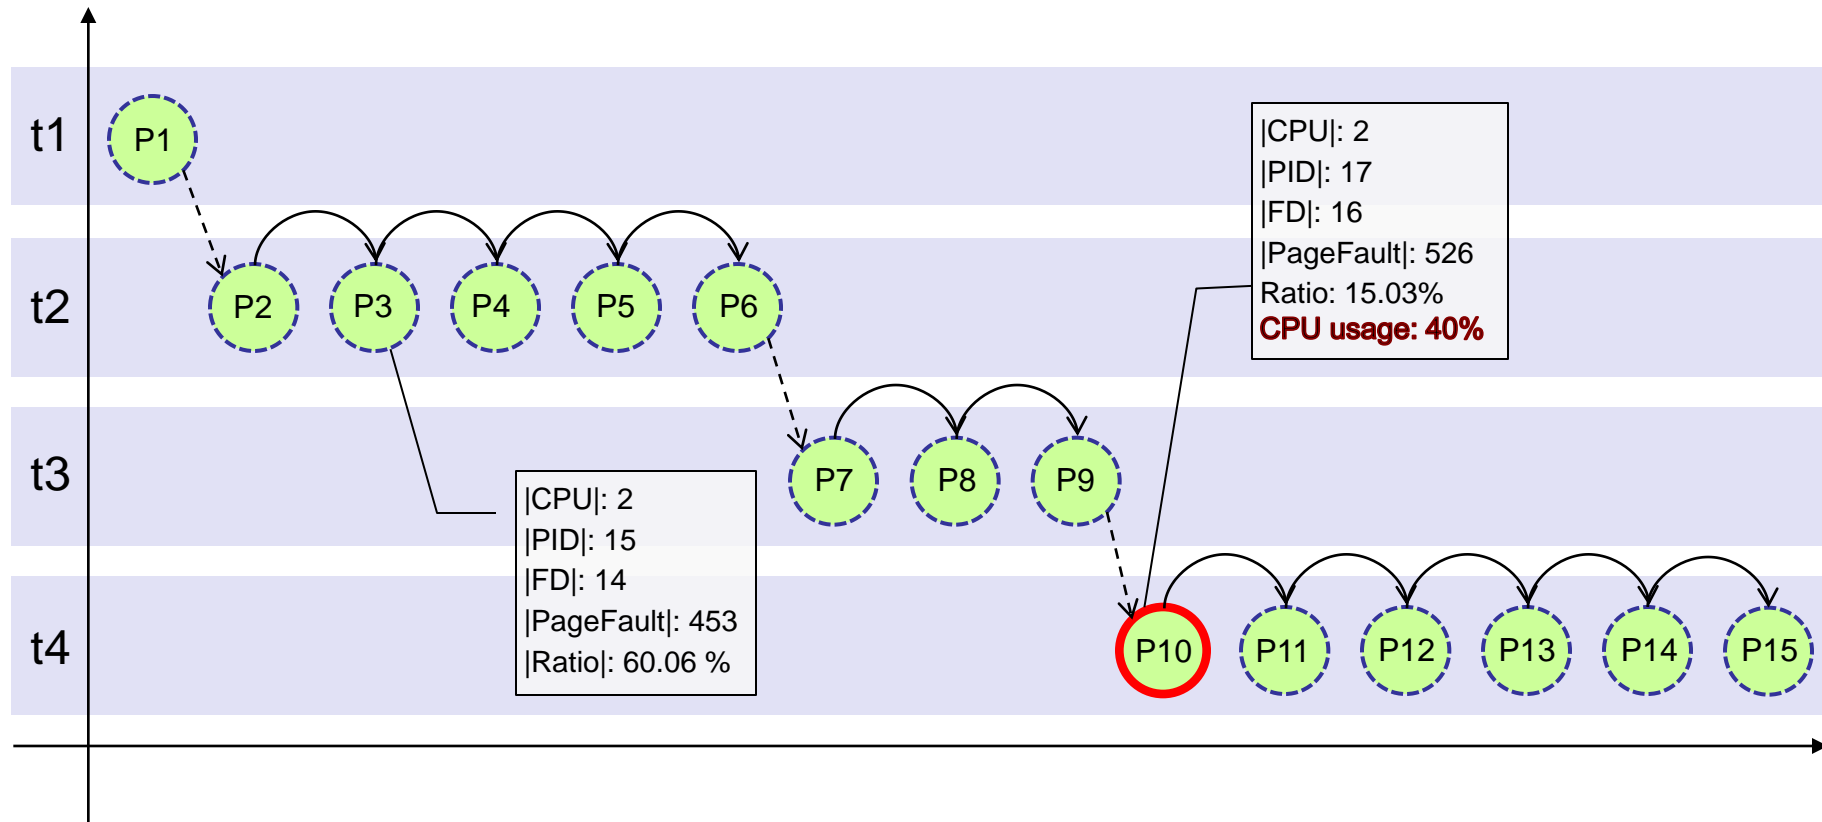 t1
P1
|CPU|: 2
|PID|: 17
|FD|: 16
|PageFault|: 526
Ratio: 15.03%
CPU usage: 40%
t2
P2
P3
P4
P5
P6
t3
P7
P8
P9
|CPU|: 2
|PID|: 15
|FD|: 14
|PageFault|: 453
|Ratio|: 60.06 %
t4
P10
P11
P12
P13
P14
P15